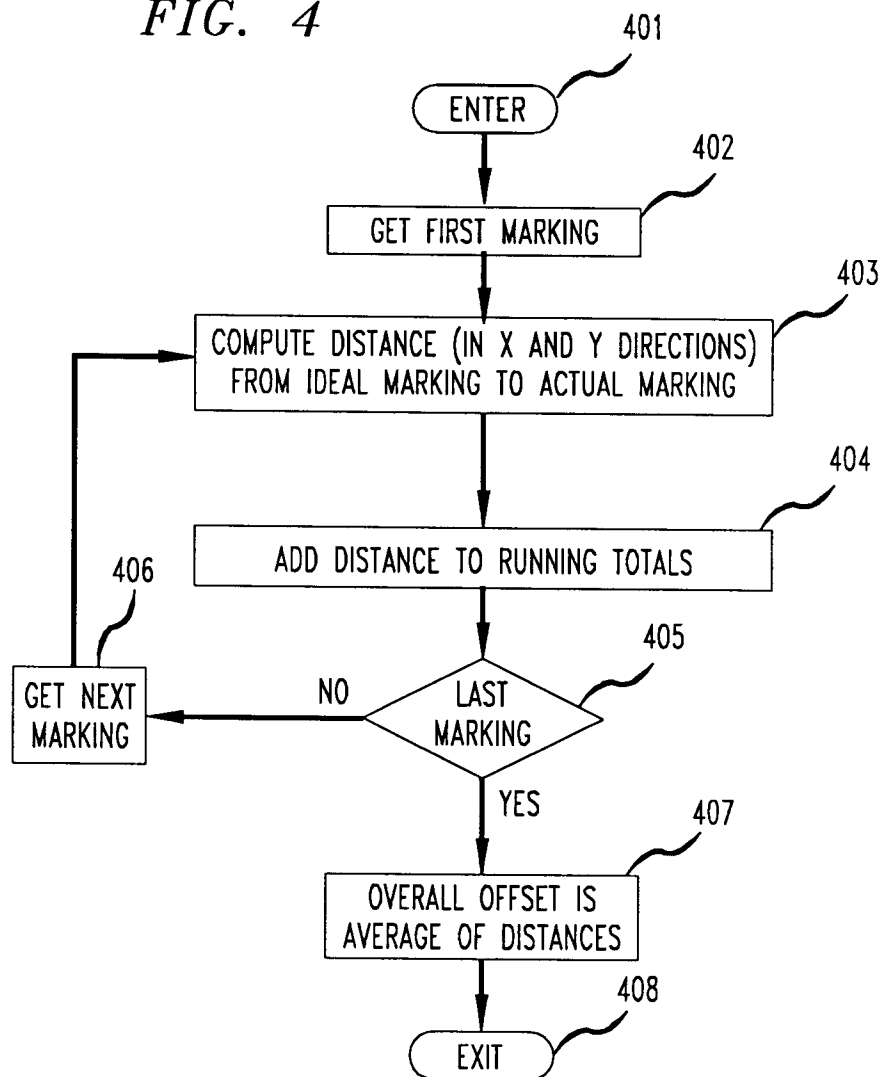 FIG. 4
401
ENTER
402
GET FIRST MARKING
403
COMPUTE DISTANCE (IN X AND Y DIRECTIONS)
FROM IDEAL MARKING TO ACTUAL MARKING
404
ADD DISTANCE TO RUNNING TOTALS
406
405
GET NEXT
MARKING
NO
LAST
MARKING
YES
407
OVERALL OFFSET IS
AVERAGE OF DISTANCES
408
EXIT